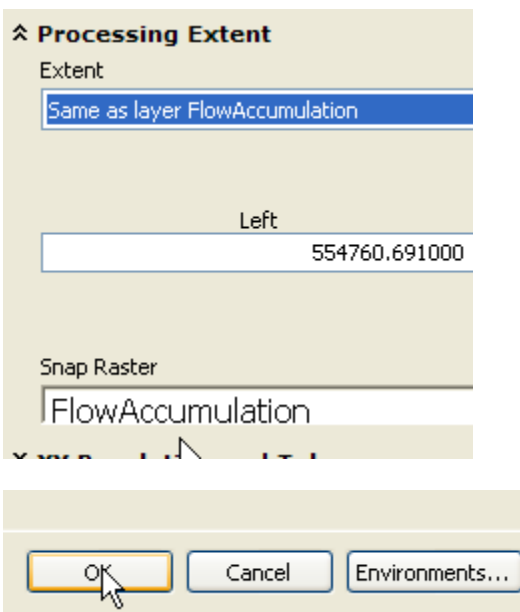 Processing Extent
Extent
Same as layer FlowAccumulation
Left
554760.691000
Snap Raster
FlowAccumulation
OK Cancel Environments...